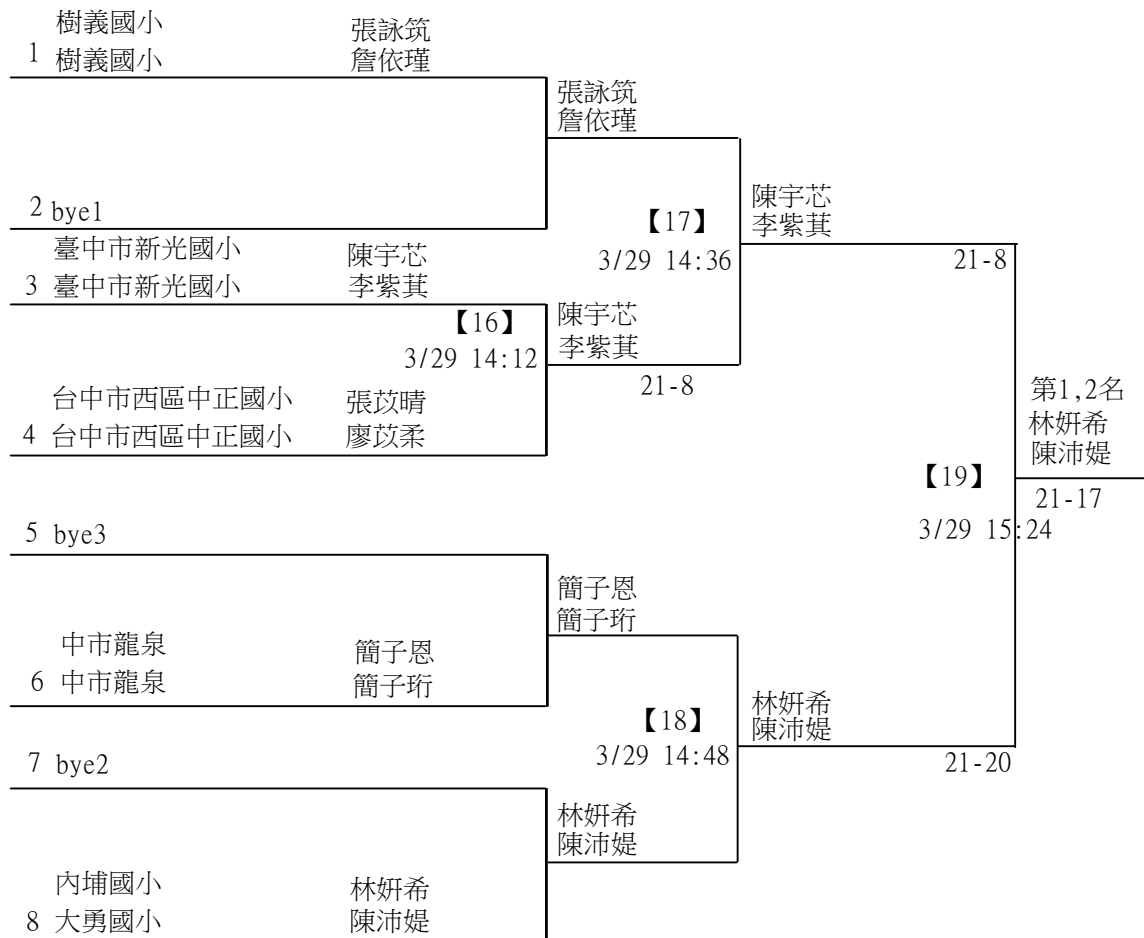 樹義國小 張詠筑
1 樹義國小 詹依瑾
張詠筑
詹依瑾
2 bye1
【17】
3/29 14:36
陳宇芯
李紫萁
21-8
臺中市新光國小 陳宇芯
3 臺中市新光國小 李紫萁
【16】
3/29 14:12
陳宇芯
李紫萁
21-8
台中市西區中正國小 張苡晴
4 台中市西區中正國小 廖苡柔
第1,2名
林妍希
陳沛媞
【19】
21-17
3/29 15:24
5 bye3
簡子恩
簡子珩
中市龍泉 簡子恩
6 中市龍泉 簡子珩
【18】
3/29 14:48
林妍希
陳沛媞
21-20
7 bye2
林妍希
陳沛媞
內埔國小 林妍希
8 大勇國小 陳沛媞